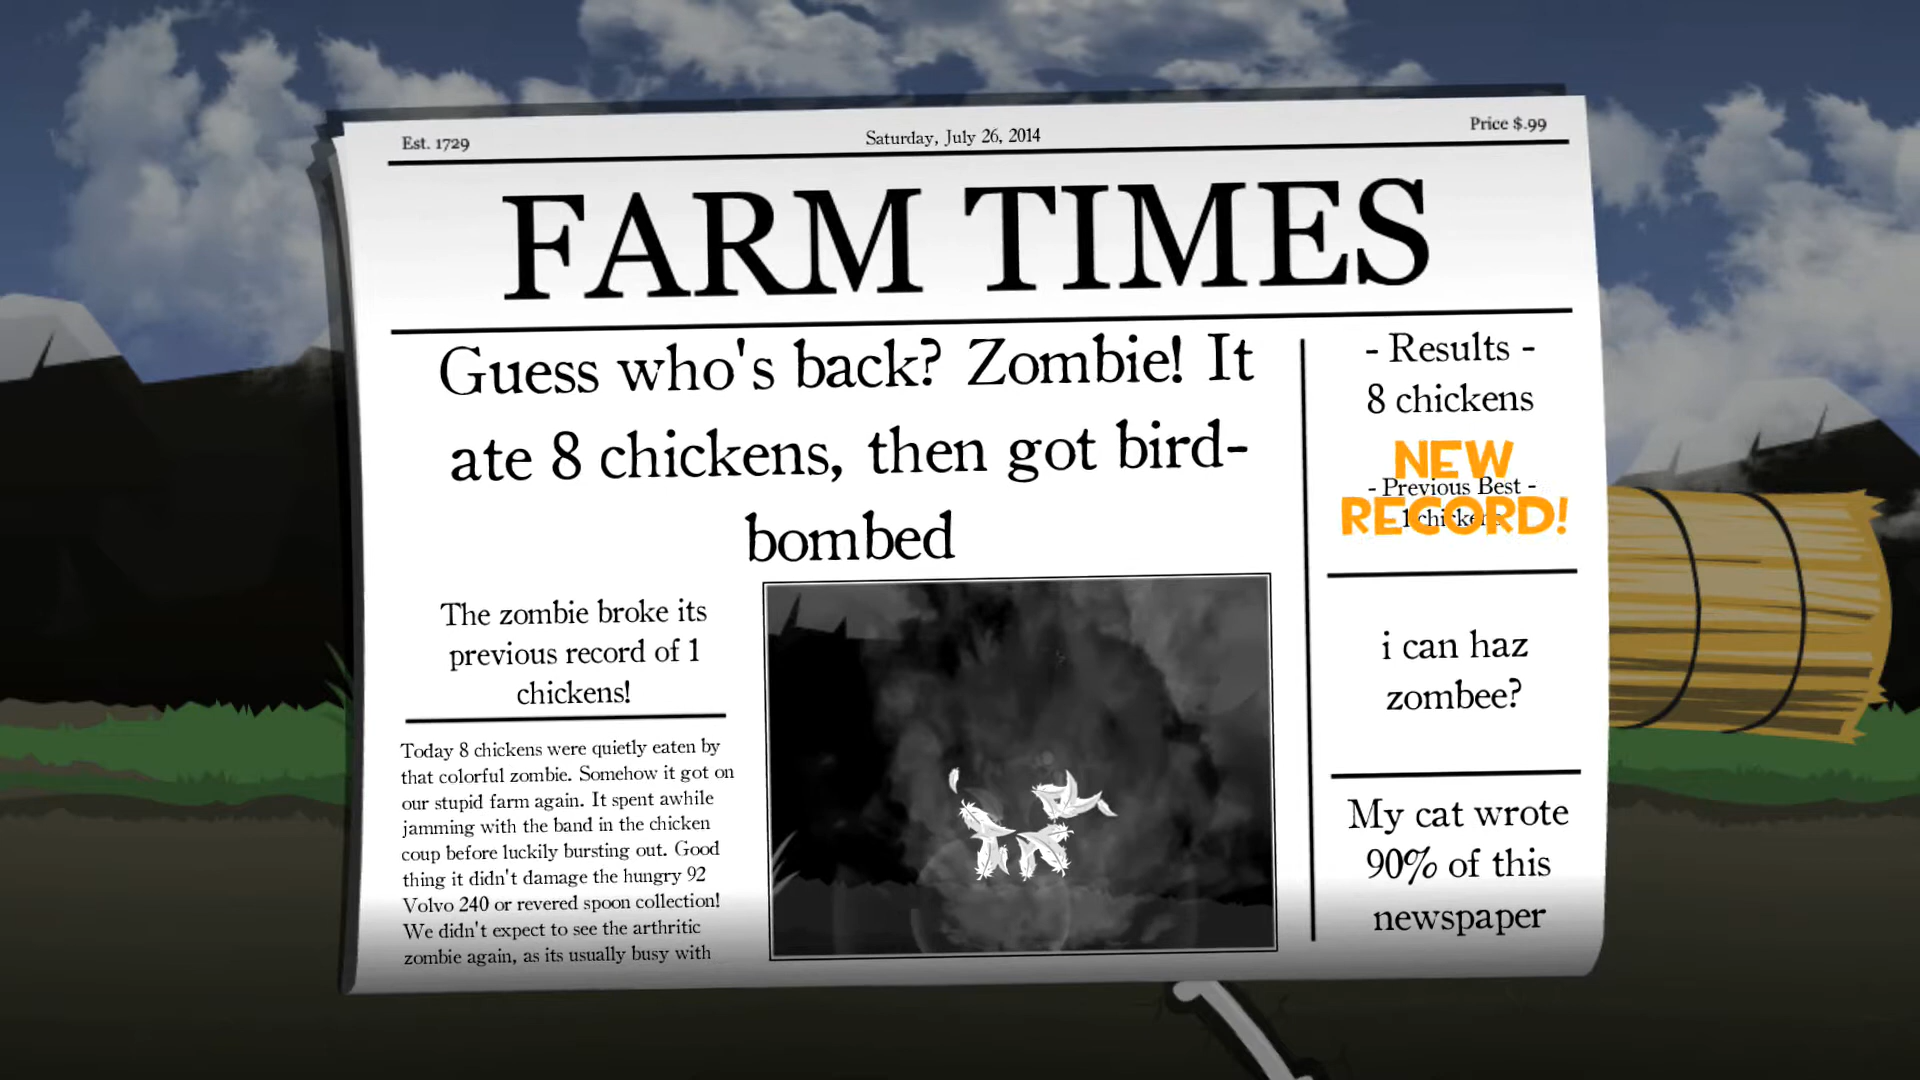 Est. 1729
Saturday, July 26, 2014
Price $.99
FARM TIMES
Guess who's back? Zombie! It
ate 8 chickens, then got bird-
bombed
The zombie broke its
previous record of 1
chickens!
Today 8 chickens were quietly eaten by
that colorful zombie. Somehow it got on
our stupid farm again. It spent awhile
jamming with the band in the chicken
coup before luckily bursting out. Good
thing it didn't damage the hungry 92
Volvo 240 or revered spoon collection!
We didn't expect to see the arthritic
zombie again, as its usually busy with
- Results -
8 chickens
NEW
- Previous Best -
RECORD!
i can haz
zombee?
My cat wrote
90% of this
newspaper